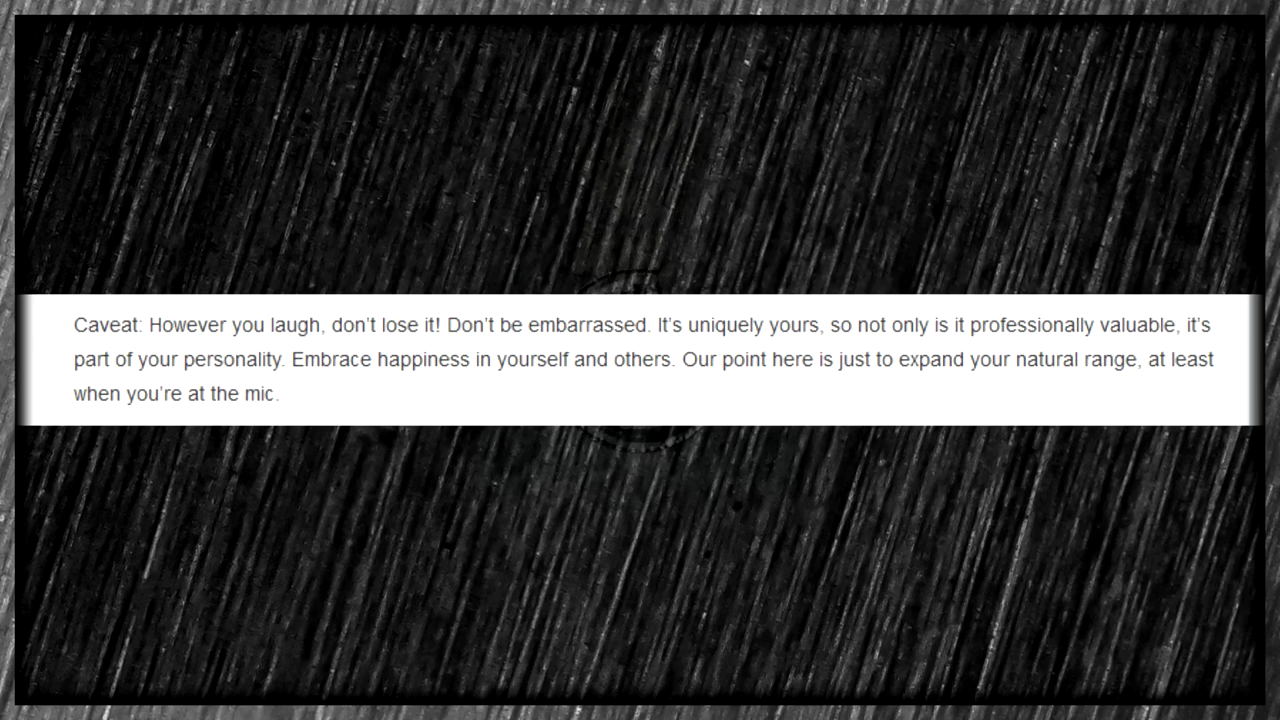 Caveat: However you laugh, don’t lose it! Don’t be embarrassed. It’s uniquely yours, so not only is it professionally valuable, it’s
part of your personality. Embrace happiness in yourself and others. Our point here is just to expand your natural range, at least
when you’re at the mic.